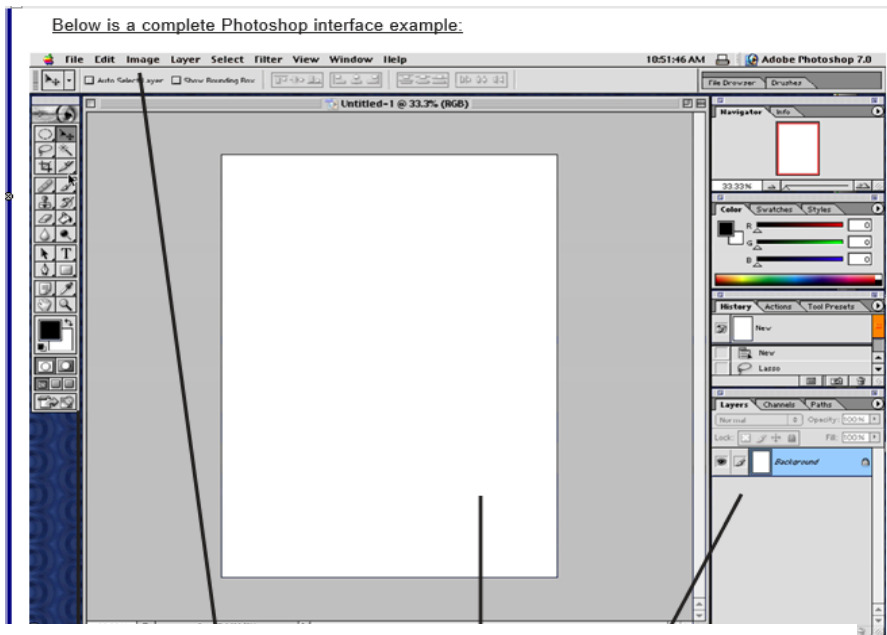 Below is a complete Photoshop interface example:
File Edit Image Layer Select Filter View Window Help 10:51:46 AM Adobe Photoshop 7.0
Auto Select Layer Show Bounding Box File Browser Brushes
Untitled-1 @ 33.3% (RGB)
Navigator Info
33.33%
Color Swatches Styles
R 0
G 0
B 0
History Actions Tool Presets
New
New
Lasso
Layers Channels Paths
Normal Opacity: 100%
Lock: Fill: 100%
Background